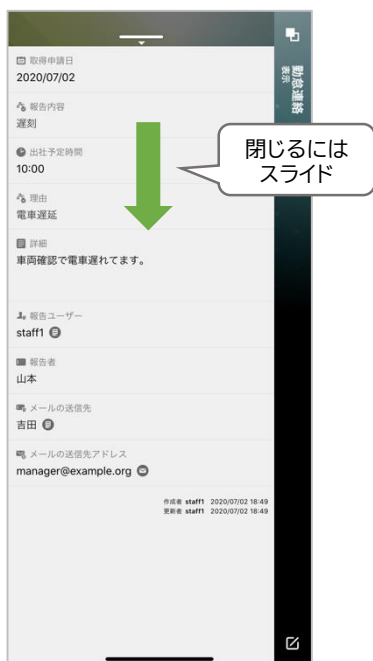 取得申請日
2020/07/02
報告内容
遅刻
出社予定時間
10:00
理由
電車遅延
詳細
車両確認で電車遅れてます。
報告ユーザー
staff1
報告者
山本
メールの送信先
吉田
メールの送信先アドレス
manager@example.org
作成者 staff1 2020/07/02 18:49
更新者 staff1 2020/07/02 18:49
勤怠連絡
表示
閉じるには
スライド